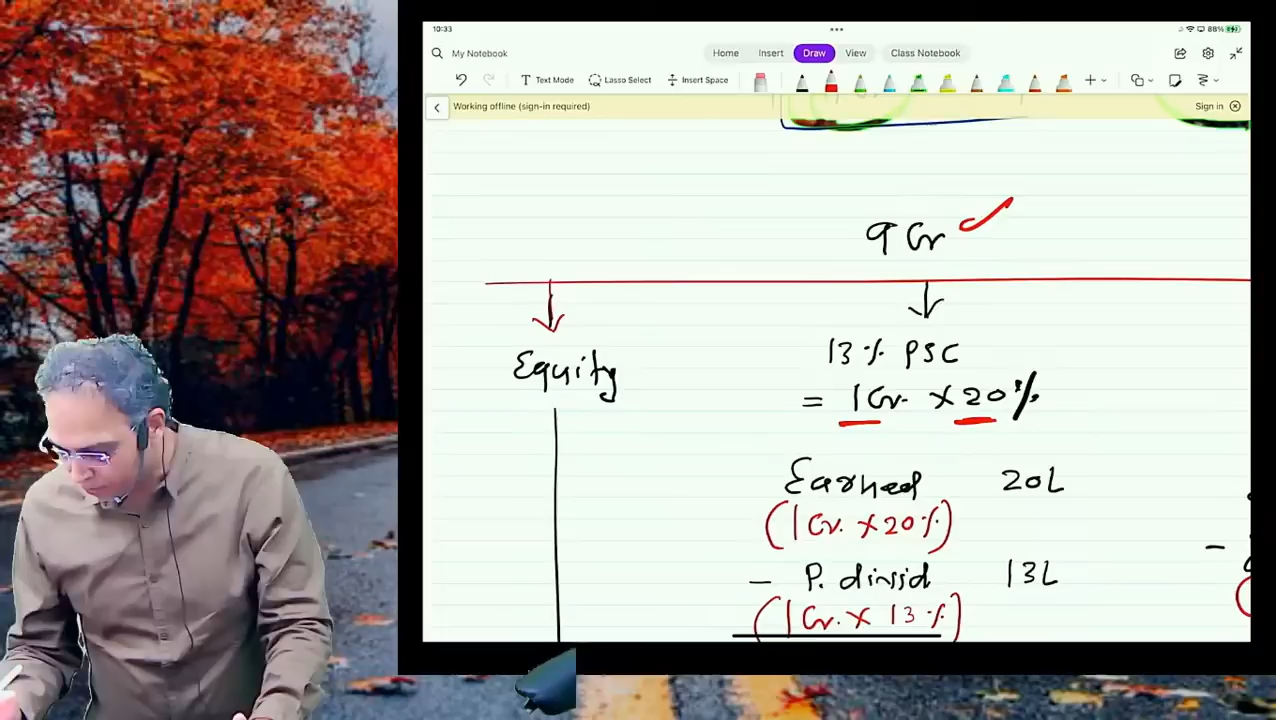 10:33
88%
My Notebook
Home Insert Draw View Class Notebook
Text Mode Lasso Select Insert Space
Working offline (sign-in required) Sign in
9 Cr
Equity
13% PSC
= 1 Cr. × 20%
Earned 20L
(1 Cr. × 20%)
- P. divid 13L
(1 Cr. × 13%)